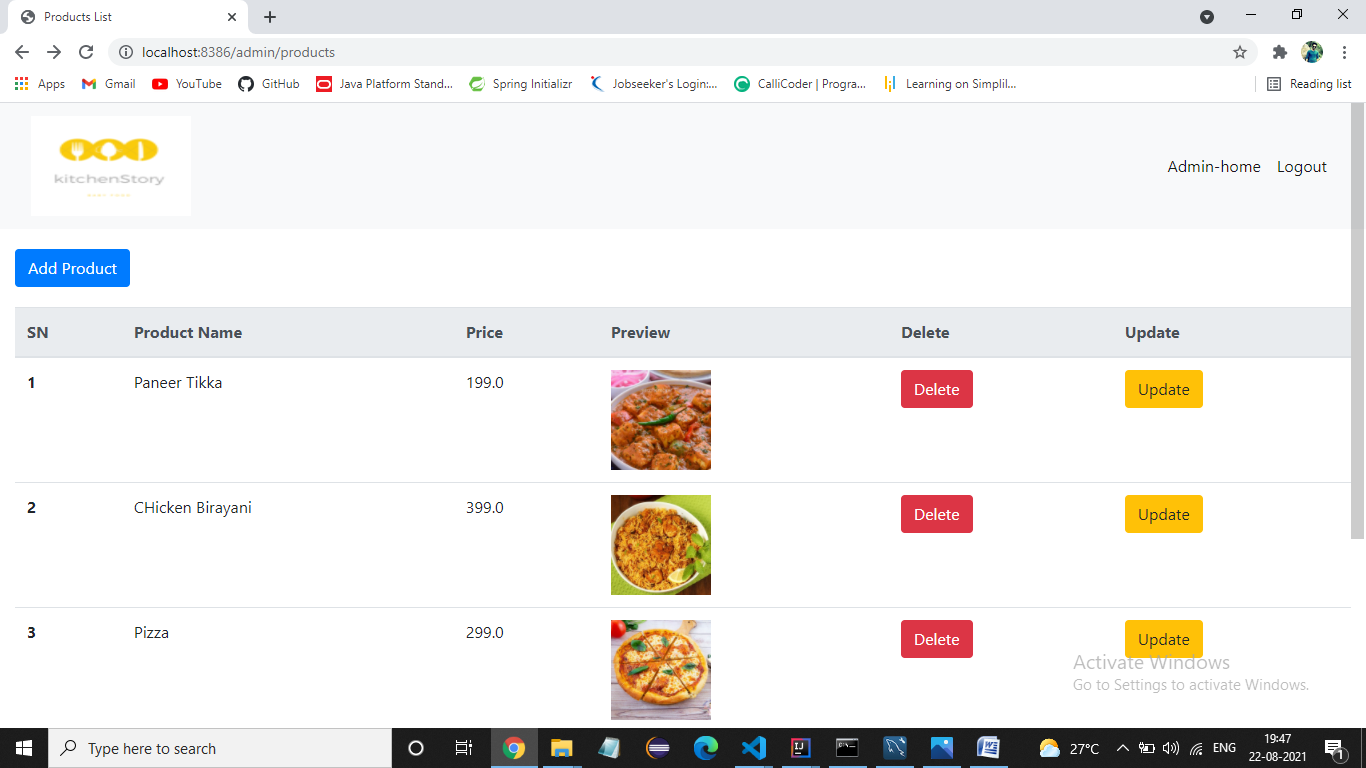 Products List
localhost:8386/admin/products
Apps Gmail YouTube GitHub Java Platform Stand... Spring Initializr Jobseeker's Login:... CalliCoder | Progra... Learning on Simplil... Reading list
kitchenStory
Admin-home Logout
Add Product
SN Product Name Price Preview Delete Update
1 Paneer Tikka 199.0 Delete Update
2 CHicken Birayani 399.0 Delete Update
3 Pizza 299.0 Delete Update
Activate Windows
Go to Settings to activate Windows.
Type here to search
27°C ENG 19:47
22-08-2021
1